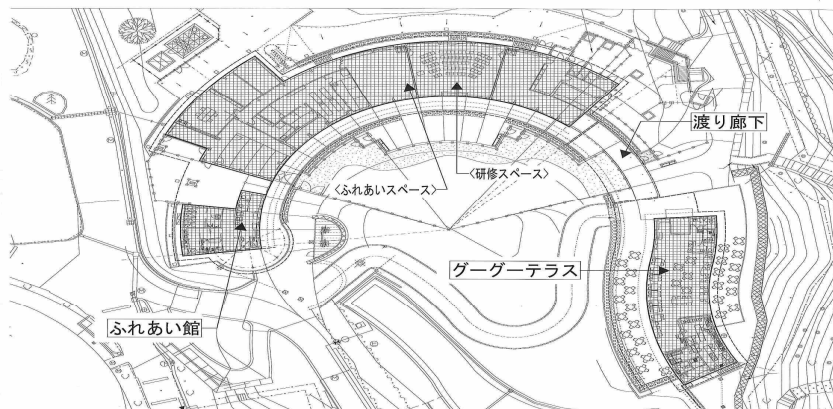 渡り廊下
〈ふれあいスペース〉
〈研修スペース〉
グーグーテラス
ふれあい館